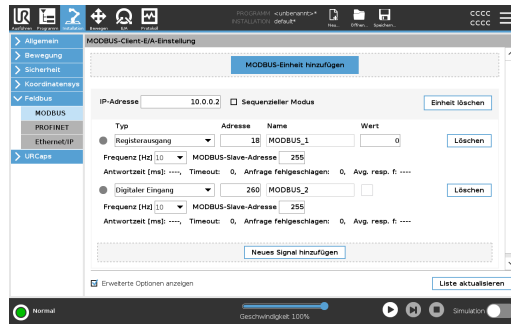 PROGRAMM <unbenannt>*
INSTALLATION default*
Ausführen Programm Installation Bewegen E/A Protokoll Neu... Öffnen... Speichern...
CCCC
CCCC
Allgemein
Bewegung
Sicherheit
Koordinatensys
Feldbus
MODBUS
PROFINET
Ethernet/IP
URCaps
MODBUS-Client-E/A-Einstellung
MODBUS-Einheit hinzufügen
IP-Adresse 10.0.0.2 Sequenzieller Modus Einheit löschen
Typ Adresse Name Wert
Registerausgang 18 MODBUS_1 0 Löschen
Frequenz [Hz] 10 MODBUS-Slave-Adresse 255
Antwortzeit [ms]: ----, Timeout: 0, Anfrage fehlgeschlagen: 0, Avg. resp. f: ----
Digitaler Eingang 260 MODBUS_2 Löschen
Frequenz [Hz] 10 MODBUS-Slave-Adresse 255
Antwortzeit [ms]: ----, Timeout: 0, Anfrage fehlgeschlagen: 0, Avg. resp. f: ----
Neues Signal hinzufügen
Erweiterte Optionen anzeigen Liste aktualisieren
Normal
Geschwindigkeit 100%
Simulation